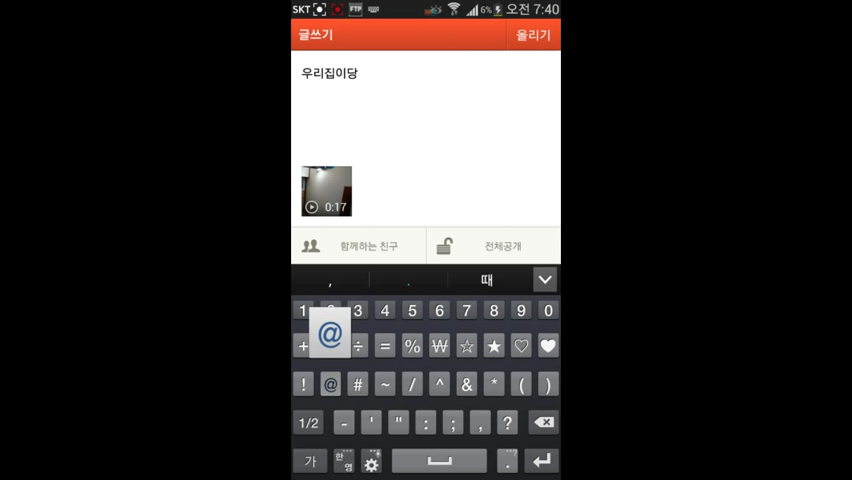 SKT FTP 6% 오전 7:40
글쓰기 올리기
우리집이당
0:17
함께하는 친구 전체공개
, . 때
1 3 4 5 6 7 8 9 0
+ @ ÷ = % ₩ ☆ ★ ♡ ♥
! @ # ~ / ^ & * ( )
1/2 - ' " : ; , ?
가 한영 .